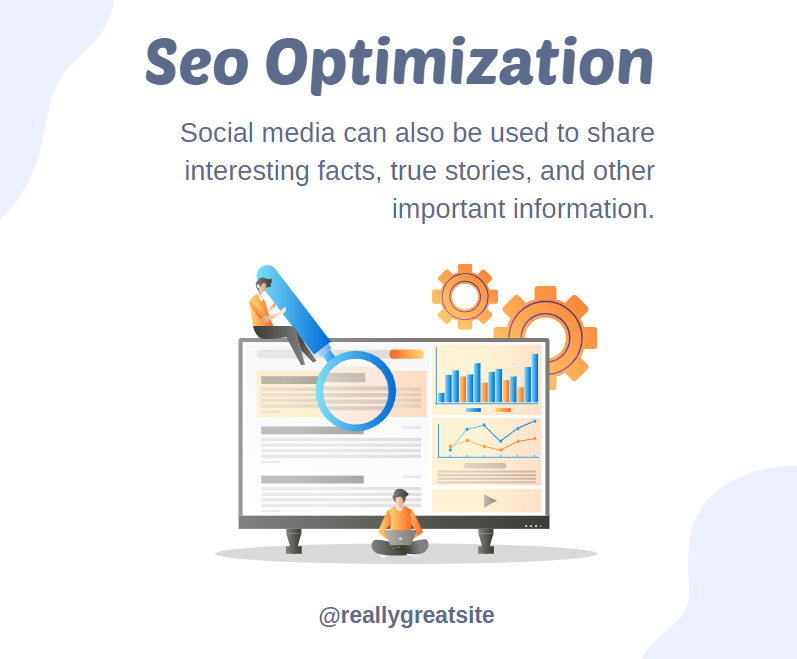 Seo Optimization
Social media can also be used to share
interesting facts, true stories, and other
important information.
@reallygreatsite